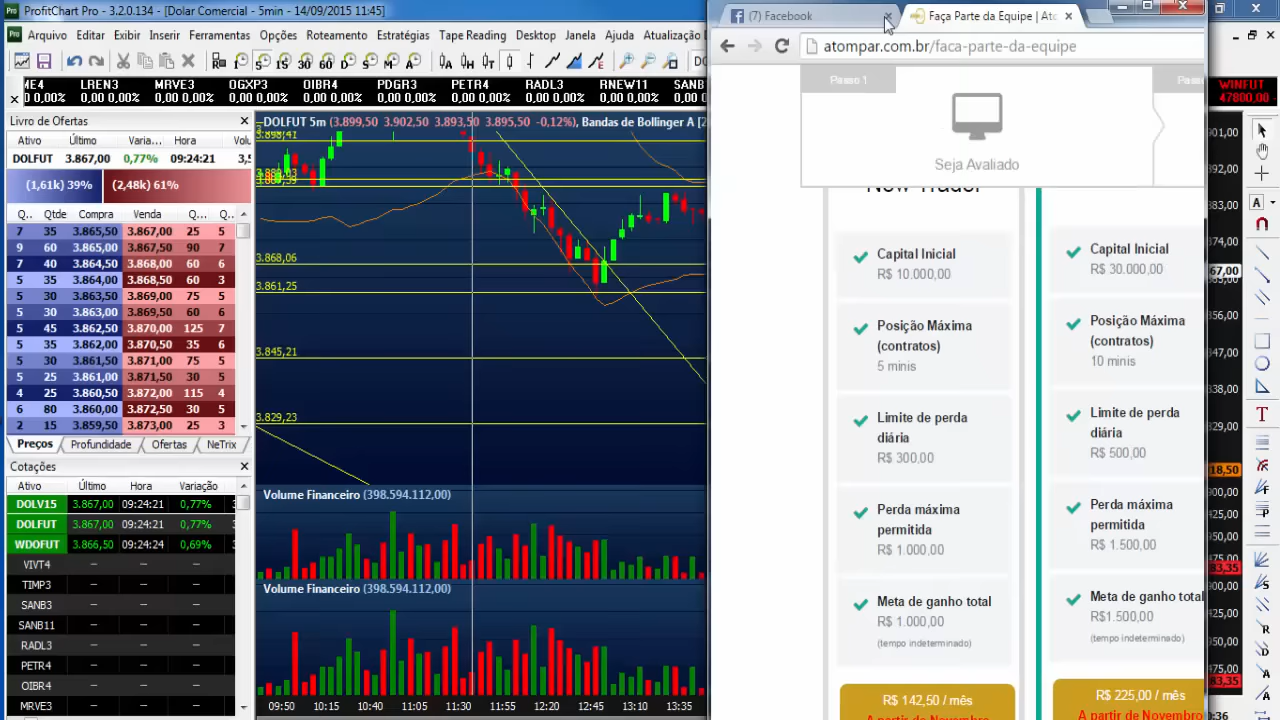 ProfitChart Pro - 3.2.0.134 - [Dolar Comercial - 5min - 14/09/2015 11:45]
Arquivo Editar Exibir Inserir Ferramentas Estratégias Tape Reading Desenho Janela Ajuda Atualização
(7) Facebook
Faça Parte da Equipe | Ato
atompar.com.br/faca-parte-da-equipe
LREN3 MRVE3 OGXP3 OIBR4 PDGR3 PETR4 RADL3 RNEW11 SANB
0,00 0,00% 0,00 0,00% 0,00 0,00% 0,00 0,00% 0,00 0,00% 0,00 0,00% 0,00 0,00% 0,00 0,00%
WINFUT
47800,00
Livro de Ofertas
Ativo Último Varia... Hora
DOLFUT 3.867,00 0,77% 09:24:21 3,5
(1,61k) 39% (2,48k) 61%
Q.. Qtde Compra Venda Q... Q..
7 35 3.865,50 3.867,00 25 5
9 60 3.865,00 3.867,50 90 7
7 40 3.864,50 3.868,00 60 6
5 35 3.864,00 3.868,50 60 3
5 30 3.863,50 3.869,00 75 5
5 30 3.863,00 3.869,50 60 6
5 45 3.862,50 3.870,00 125 7
5 35 3.862,00 3.870,50 35 6
5 30 3.861,50 3.871,00 75 5
5 25 3.861,00 3.871,50 30 5
4 25 3.860,50 3.872,00 115 4
6 80 3.860,00 3.872,50 30 5
2 15 3.859,50 3.873,00 25 3
Preços Profundidade Ofertas NeTrix
Cotações
Ativo Último Hora Variação
DOLV15 3.867,00 09:24:21 0,77%
DOLFUT 3.867,00 09:24:21 0,77%
WDOFUT 3.866,50 09:24:24 0,69%
VIVT4
TIMP3
SANB3
SANB11
RADL3
PETR4
OIBR4
MRVE3
DOLFUT 5m (3.899,50 3.902,50 3.893,50 3.895,50 -0,12%), Bandas de Bollinger A [2
3.868,06
3.861,25
3.845,21
3.829,23
Volume Financeiro (398.594.112,00)
Volume Financeiro (398.594.112,00)
09:50 10:15 10:40 11:05 11:30 11:55 12:20 12:45 13:10 13:35
Passo 1
Seja Avaliado
New Trader
Capital Inicial
R$ 10.000,00
Posição Máxima
(contratos)
5 minis
Limite de perda
diária
R$ 300,00
Perda máxima
permitida
R$ 1.000,00
Meta de ganho total
R$ 1.000,00
(tempo indeterminado)
R$ 142,50 / mês
A partir de Novembro
Capital Inicial
R$ 30.000,00
Posição Máxima
(contratos)
10 minis
Limite de perda
diária
R$ 500,00
Perda máxima
permitida
R$ 1.500,00
Meta de ganho total
R$1.500,00
(tempo indeterminado)
R$ 225,00 / mês
A partir de Novembro